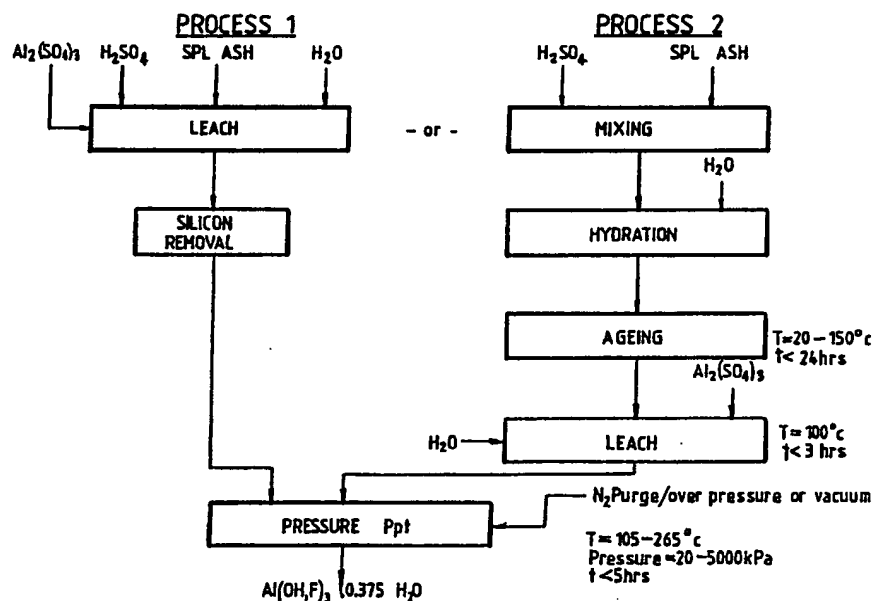 PROCESS 1
PROCESS 2
Al₂(SO₄)₃ H₂SO₄ SPL ASH H₂O
H₂SO₄ SPL ASH
LEACH
- or -
MIXING
H₂O
SILICON
REMOVAL
HYDRATION
AGEING
T=20-150°c
t< 24hrs
Al₂(SO₄)₃
H₂O
LEACH
T=100°c
t<3 hrs
N₂Purge/over pressure or vacuum
PRESSURE Ppt
T=105-265°c
Pressure=20-5000kPa
t<5hrs
Al(OH,F)₃ (0.375 H₂O